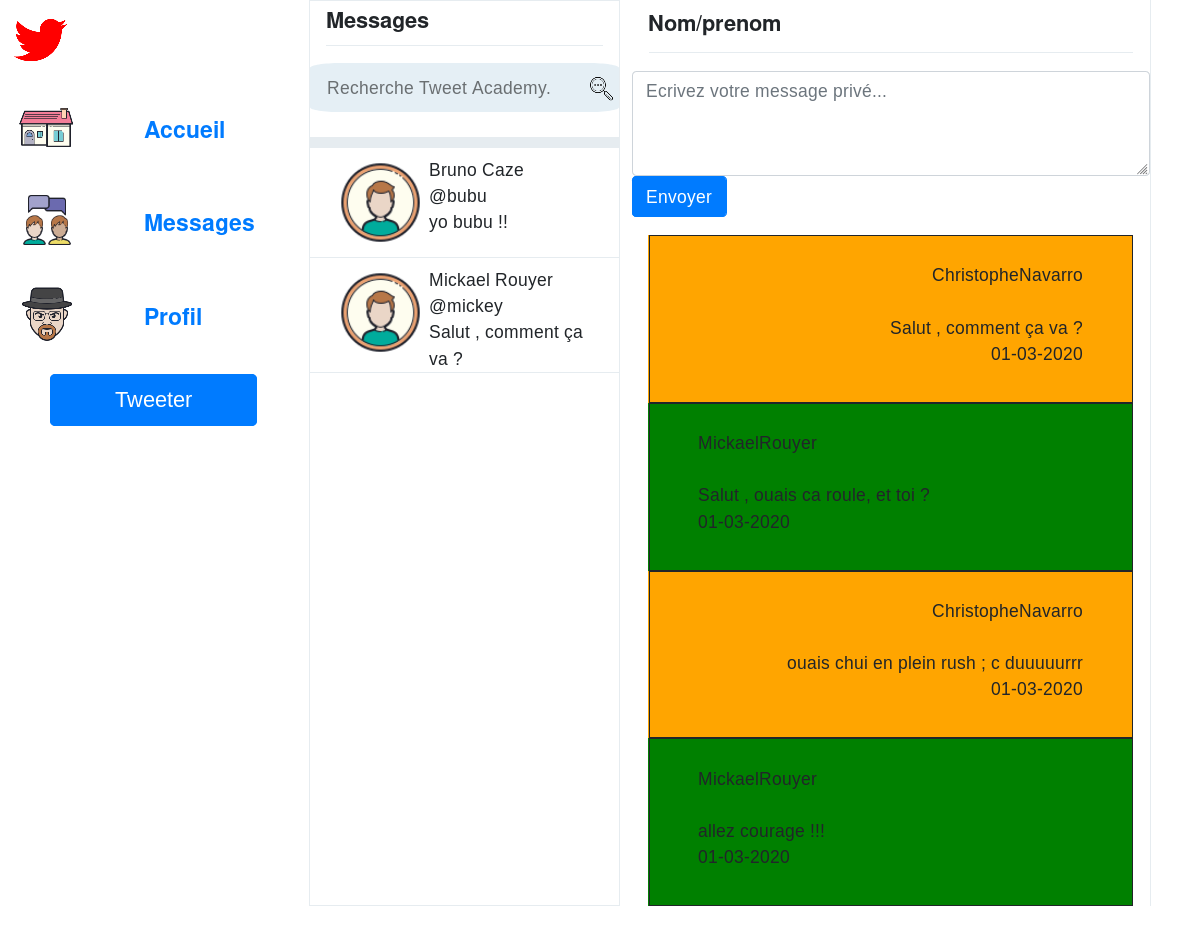 Accueil
Messages
Profil
Tweeter
Messages
Recherche Tweet Academy.
Bruno Caze
@bubu
yo bubu !!
Mickael Rouyer
@mickey
Salut , comment ça
va ?
Nom/prenom
Ecrivez votre message privé...
Envoyer
ChristopheNavarro
Salut , comment ça va ?
01-03-2020
MickaelRouyer
Salut , ouais ca roule, et toi ?
01-03-2020
ChristopheNavarro
ouais chui en plein rush ; c duuuuurrr
01-03-2020
MickaelRouyer
allez courage !!!
01-03-2020